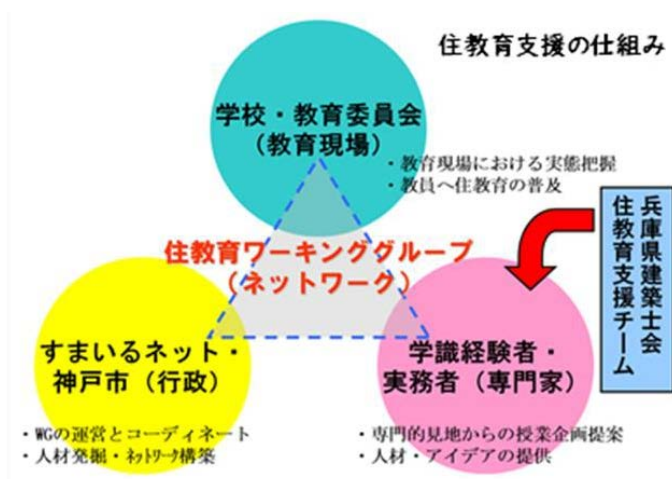 住教育支援の仕組み
学校・教育委員会
（教育現場）
・教育現場における実態把握
・教員へ住教育の普及
兵庫県建築士会
住教育支援チーム
住教育ワーキンググループ
（ネットワーク）
すまいるネット・
神戸市（行政）
学識経験者・
実務者（専門家）
・WGの運営とコーディネート
・人材発掘・ﾈｯﾄﾜｰｸ構築
・専門的見地からの授業企画提案
・人材・アイデアの提供